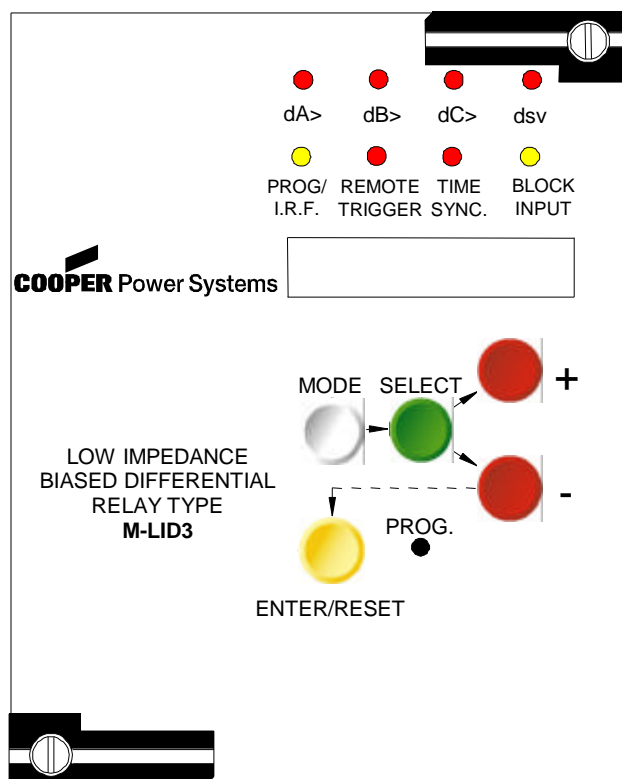 dA> dB> dC> dsv
PROG/ REMOTE TIME BLOCK
I.R.F. TRIGGER SYNC. INPUT
COOPER Power Systems
MODE SELECT
+
LOW IMPEDANCE
BIASED DIFFERENTIAL
RELAY TYPE
M-LID3
-
PROG.
ENTER/RESET